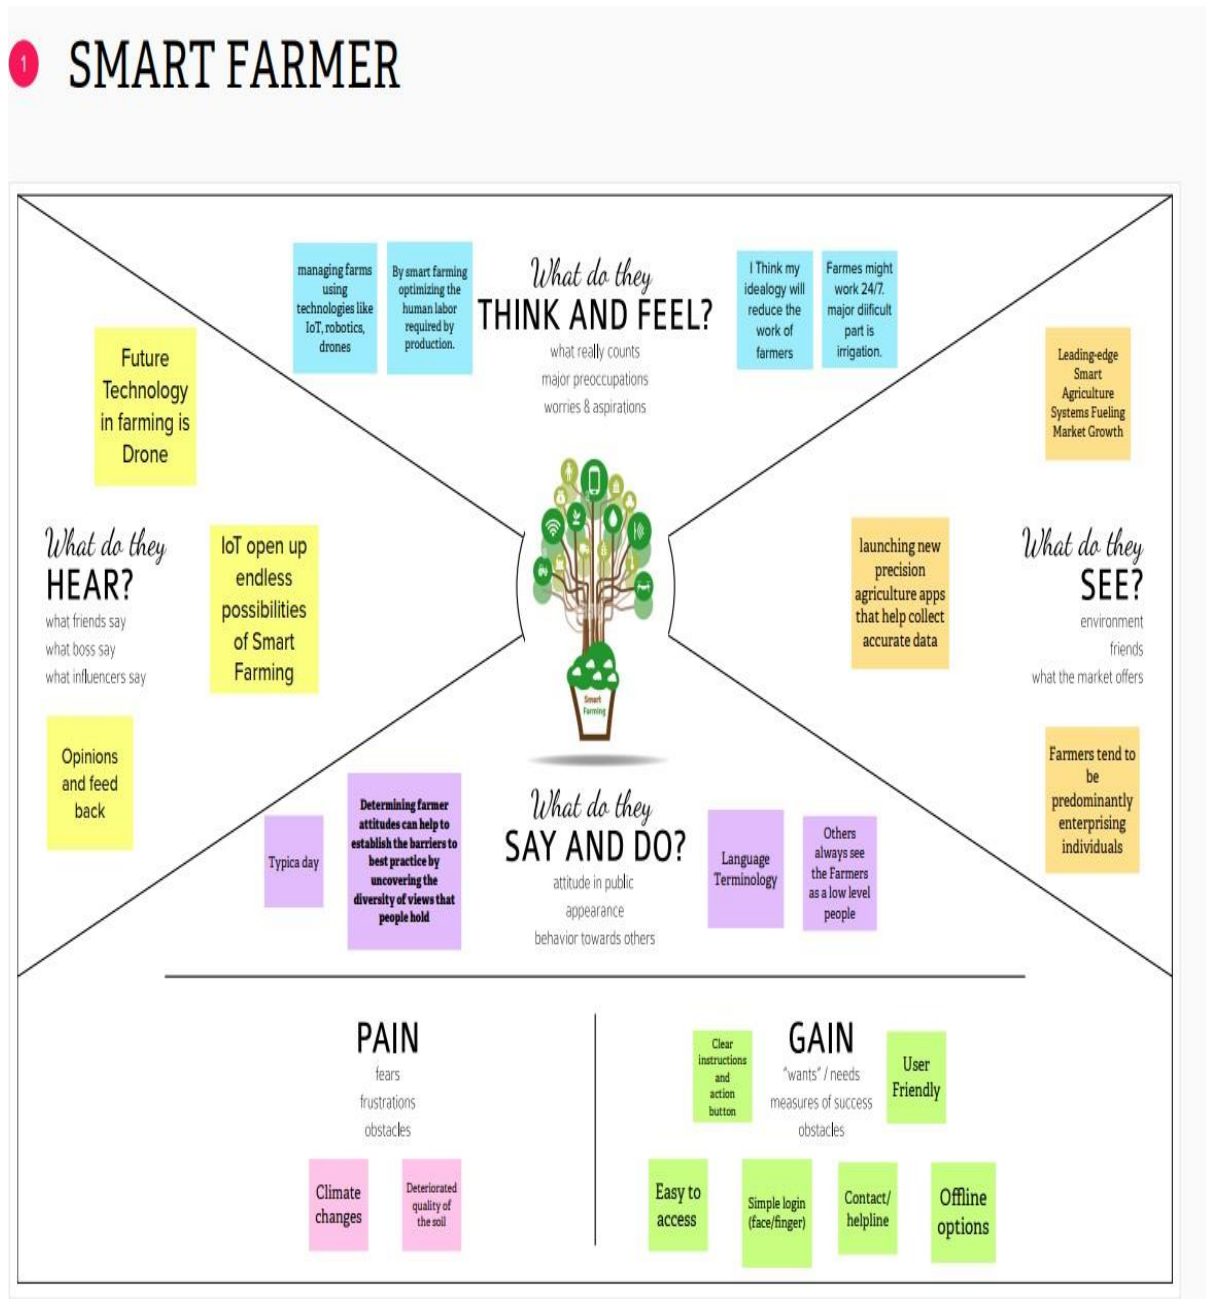 1
SMART FARMER
managing farms
using
technologies like
IoT, robotics,
drones
By smart farming
optimizing the
human labor
required by
production.
What do they
THINK AND FEEL?
what really counts
major preoccupations
worries & aspirations
I Think my
idealogy will
reduce the
work of
farmers
Farmes might
work 24/7.
major diificult
part is
irrigation.
Future
Technology
in farming is
Drone
What do they
HEAR?
what friends say
what boss say
what influencers say
IoT open up
endless
possibilities
of Smart
Farming
Opinions
and feed
back
Smart
Farming
Leading-edge
Smart
Agriculture
Systems Fueling
Market Growth
launching new
precision
agriculture apps
that help collect
accurate data
What do they
SEE?
environment
friends
what the market offers
Farmers tend to
be
predominantly
enterprising
individuals
Typica day
Determining farmer
attitudes can help to
establish the barriers to
best practice by
uncovering the
diversity of views that
people hold
What do they
SAY AND DO?
attitude in public
appearance
behavior towards others
Language
Terminology
Others
always see
the Farmers
as a low level
people
PAIN
fears
frustrations
obstacles
Climate
changes
Deteriorated
quality of
the soil
Clear
instructions
and
action
button
GAIN
"wants" / needs
measures of success
obstacles
User
Friendly
Easy to
access
Simple login
(face/finger)
Contact/
helpline
Offline
options